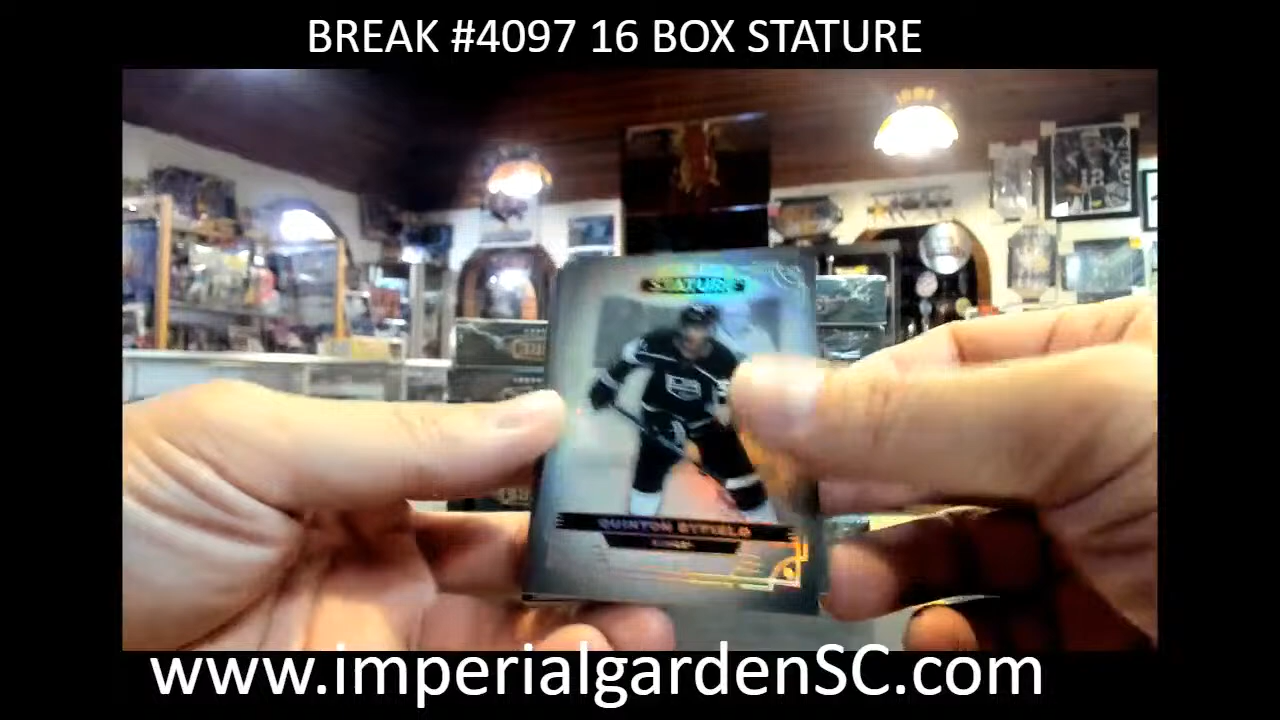 BREAK #4097 16 BOX STATURE
STATURE
QUINTON BYFIELD
www.imperialgardenSC.com